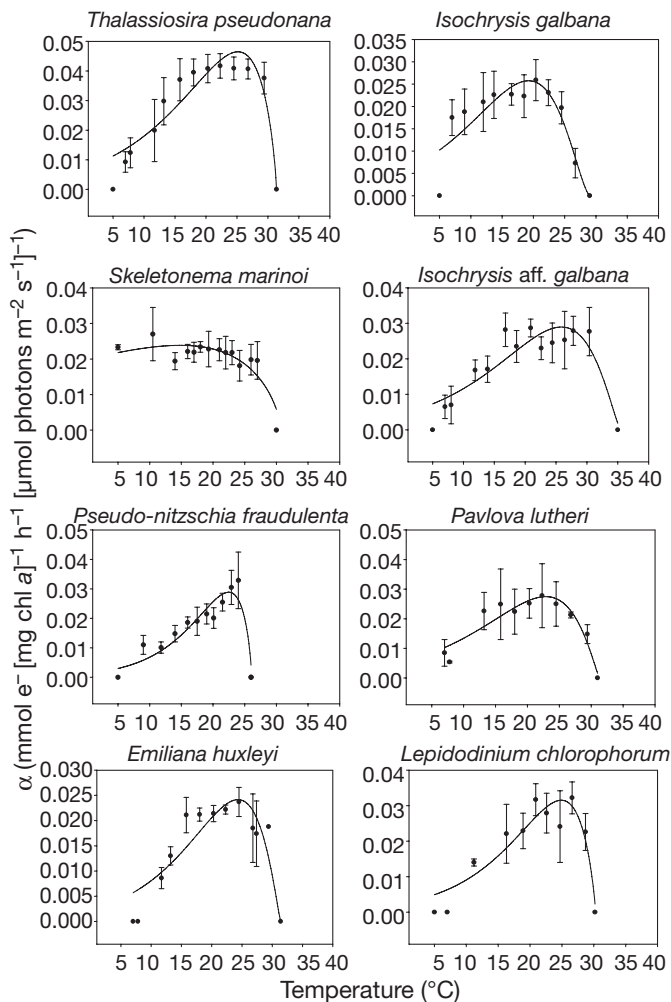 Thalassiosira pseudonana
0.05
0.04
0.03
0.02
0.01
0.00
5 10 15 20 25 30 35 40
Isochrysis galbana
0.035
0.030
0.025
0.020
0.015
0.010
0.005
0.000
5 10 15 20 25 30 35 40
Skeletonema marinoi
0.04
0.03
0.02
0.01
0.00
5 10 15 20 25 30 35 40
Isochrysis aff. galbana
0.04
0.03
0.02
0.01
0.00
5 10 15 20 25 30 35 40
Pseudo-nitzschia fraudulenta
0.05
0.04
0.03
0.02
0.01
0.00
5 10 15 20 25 30 35 40
Pavlova lutheri
0.05
0.04
0.03
0.02
0.01
0.00
5 10 15 20 25 30 35 40
Emiliana huxleyi
0.030
0.025
0.020
0.015
0.010
0.005
0.000
5 10 15 20 25 30 35 40
Lepidodinium chlorophorum
0.04
0.03
0.02
0.01
0.00
5 10 15 20 25 30 35 40
α (mmol e⁻ [mg chl a]⁻¹ h⁻¹ [µmol photons m⁻² s⁻¹]⁻¹)
Temperature (°C)